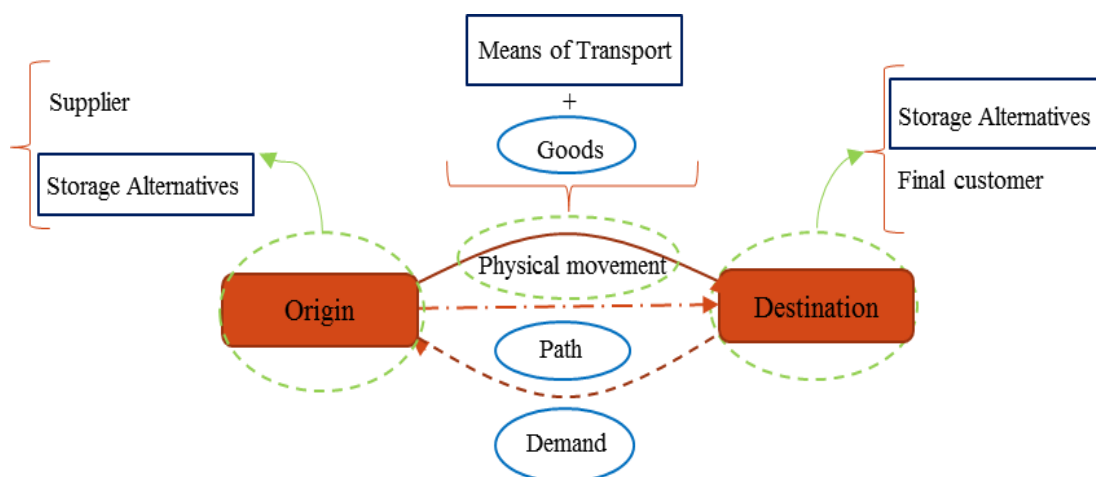 Means of Transport
+
Goods
Supplier
Storage Alternatives
Storage Alternatives
Final customer
Physical movement
Origin
Destination
Path
Demand